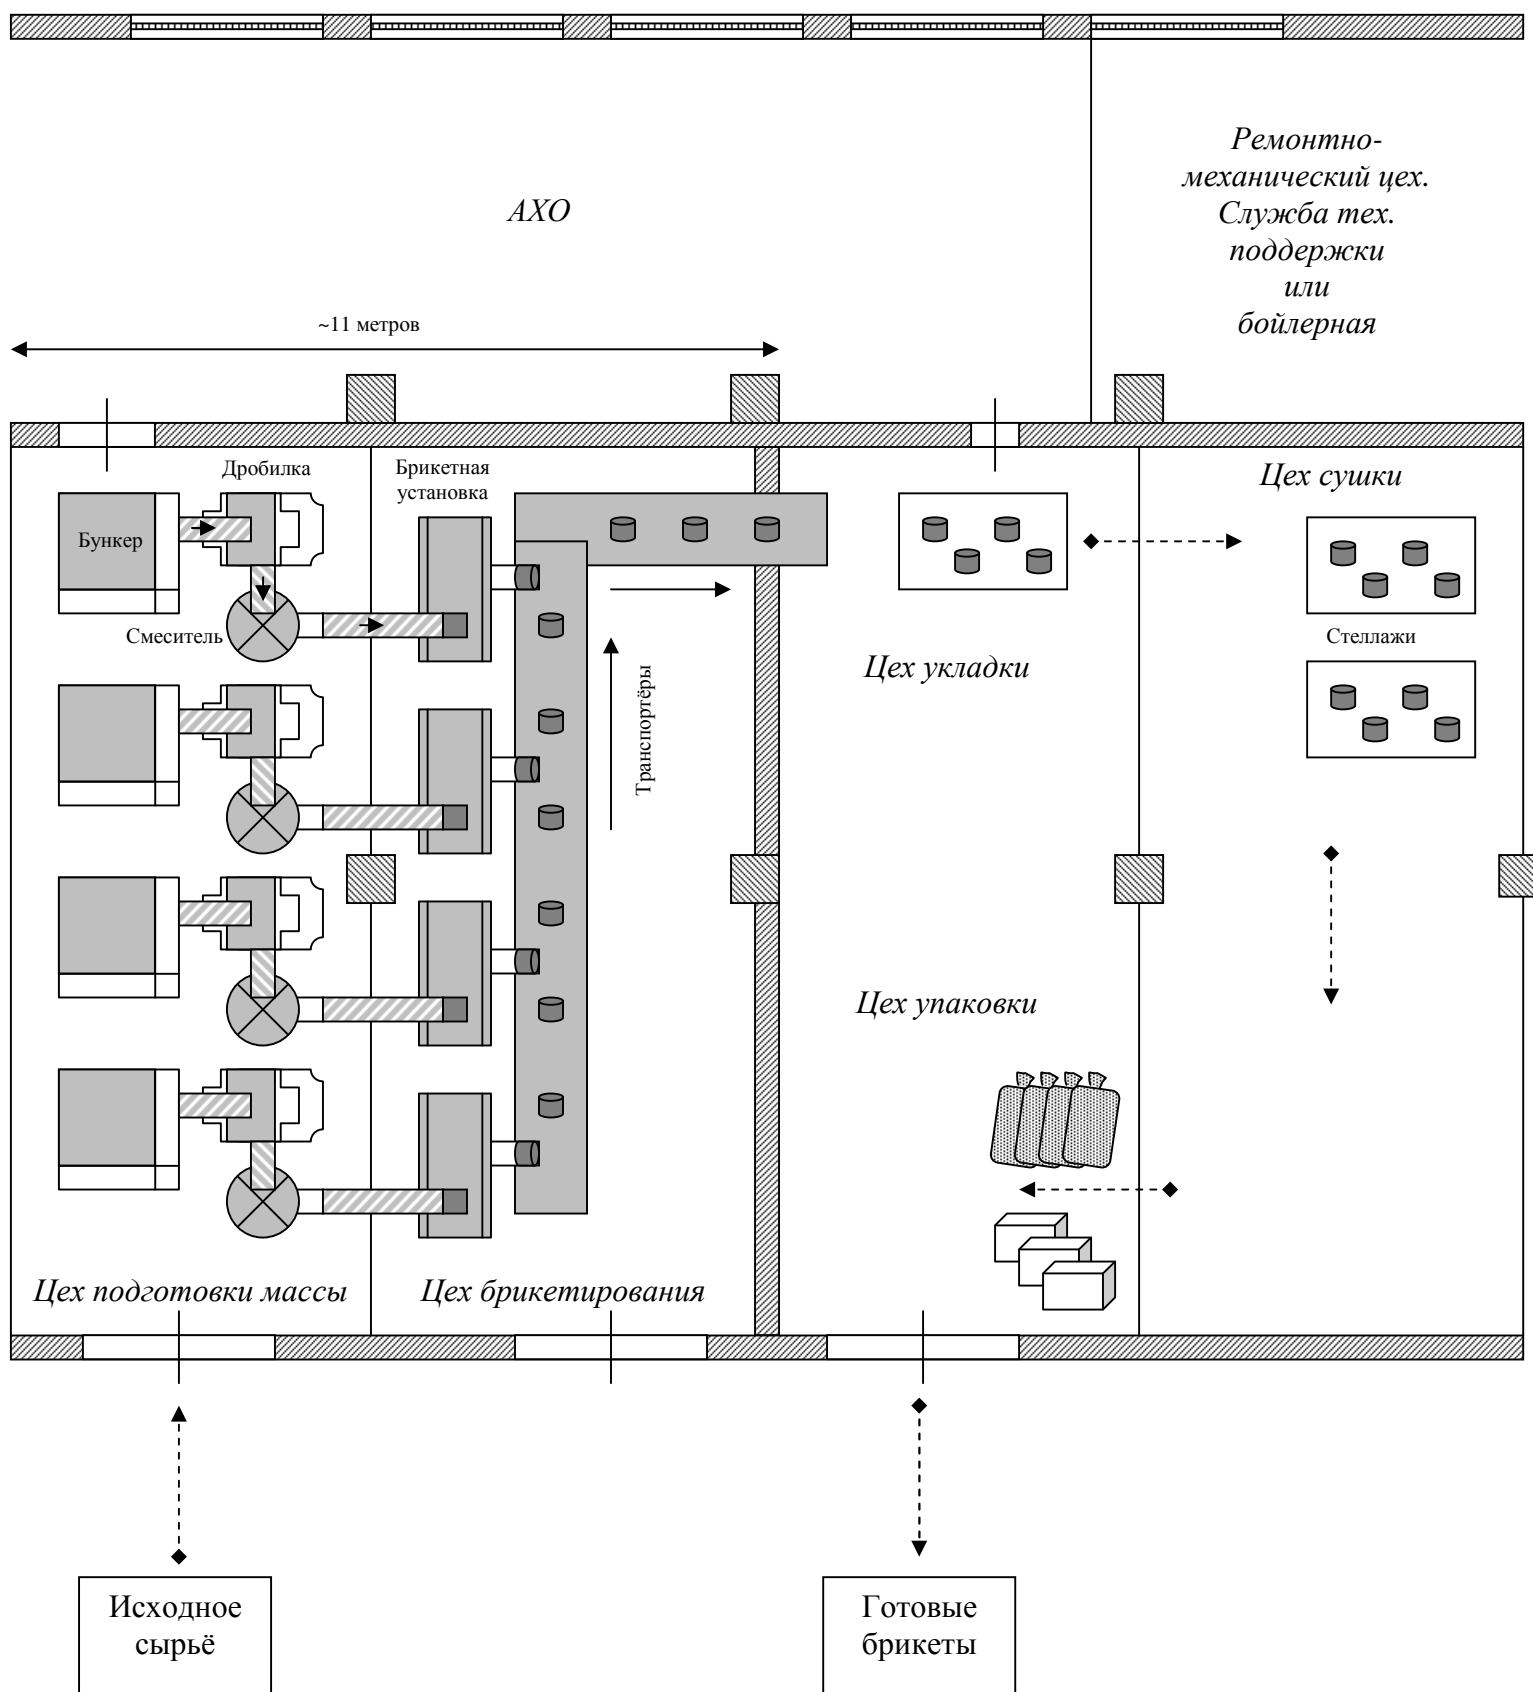 АХО
Ремонтно-
механический цех.
Служба тех.
поддержки
или
бойлерная
~11 метров
Дробилка
Брикетная
установка
Цех сушки
Бункер
Смеситель
Стеллажи
Цех укладки
Транспортёры
Цех упаковки
Цех подготовки массы
Цех брикетирования
Исходное
сырьё
Готовые
брикеты